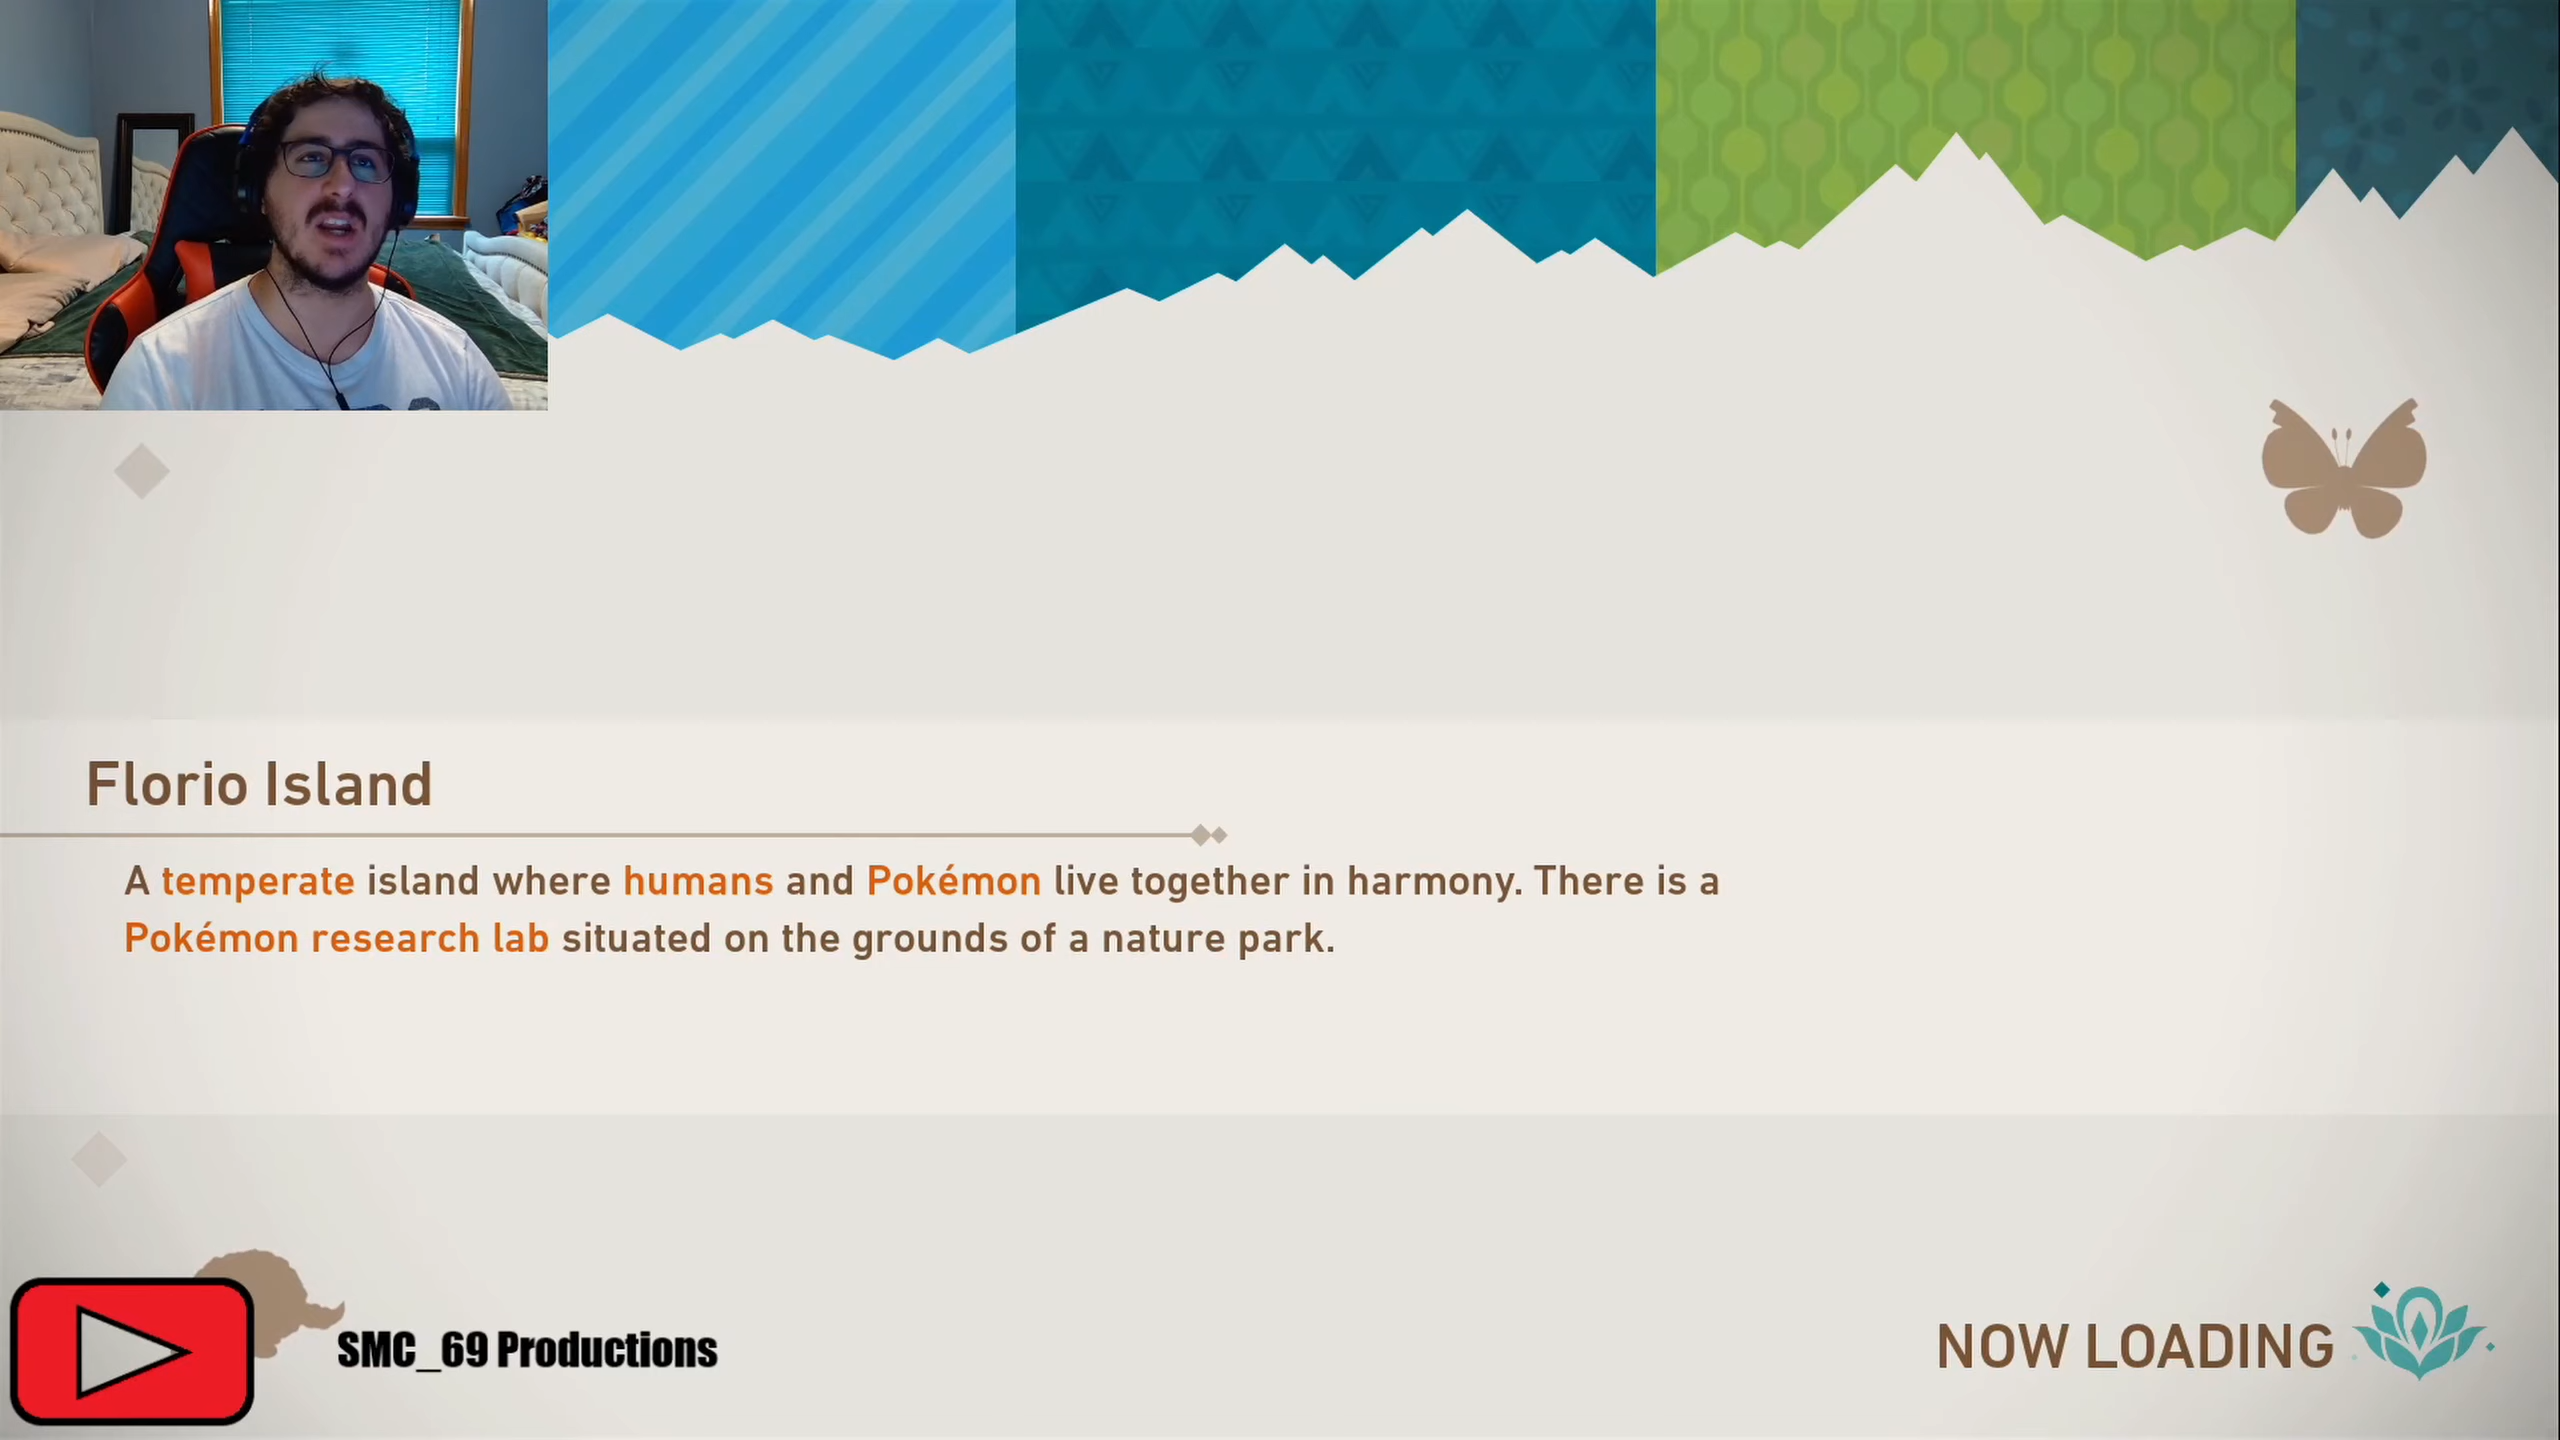 Florio Island
A temperate island where humans and Pokémon live together in harmony. There is a
Pokémon research lab situated on the grounds of a nature park.
SMC_69 Productions
NOW LOADING